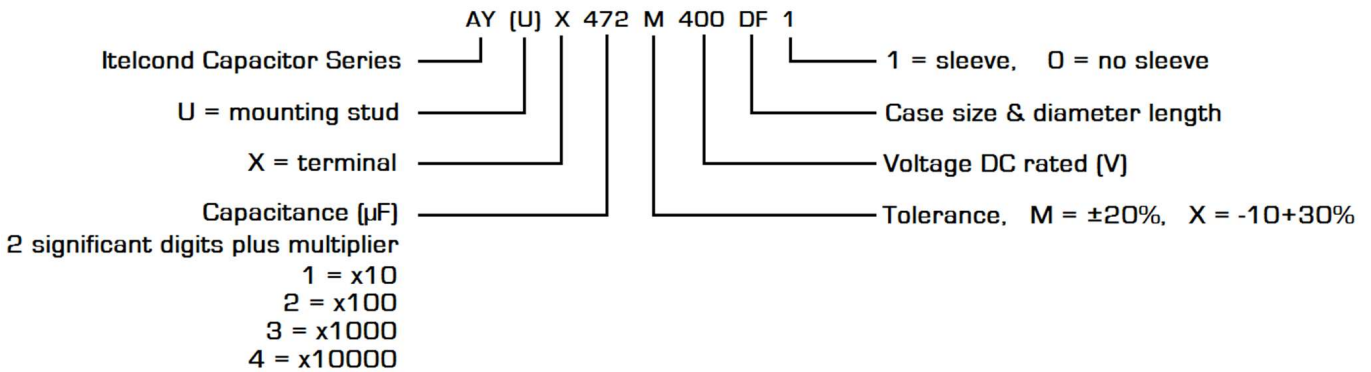 AY (U) X 472 M 400 DF 1
Itelcond Capacitor Series
1 = sleeve, 0 = no sleeve
U = mounting stud
Case size & diameter length
X = terminal
Voltage DC rated (V)
Capacitance (µF)
Tolerance, M = ±20%, X = -10+30%
2 significant digits plus multiplier
1 = x10
2 = x100
3 = x1000
4 = x10000